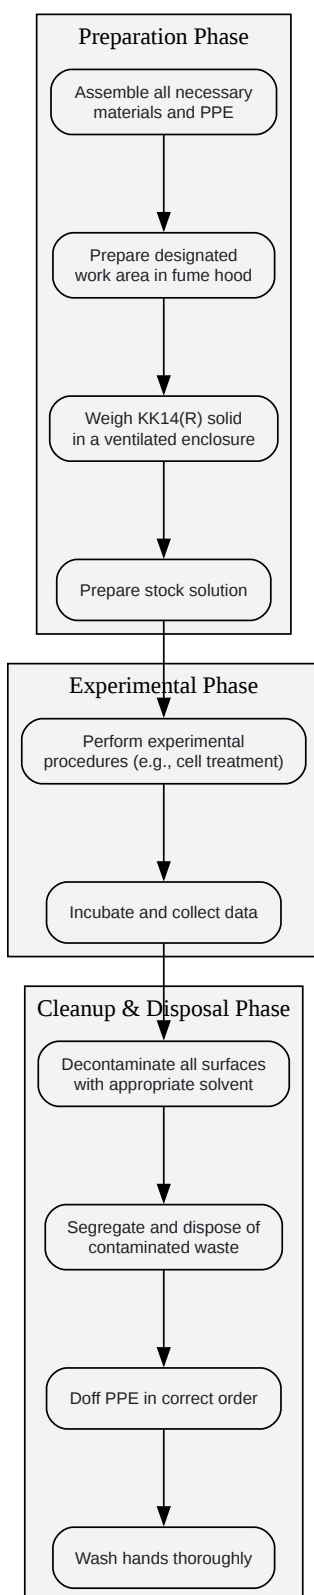 Preparation Phase
Assemble all necessary
materials and PPE
Prepare designated
work area in fume hood
Weigh KK14(R) solid
in a ventilated enclosure
Prepare stock solution
Experimental Phase
Perform experimental
procedures (e.g., cell treatment)
Incubate and collect data
Cleanup & Disposal Phase
Decontaminate all surfaces
with appropriate solvent
Segregate and dispose of
contaminated waste
Doff PPE in correct order
Wash hands thoroughly